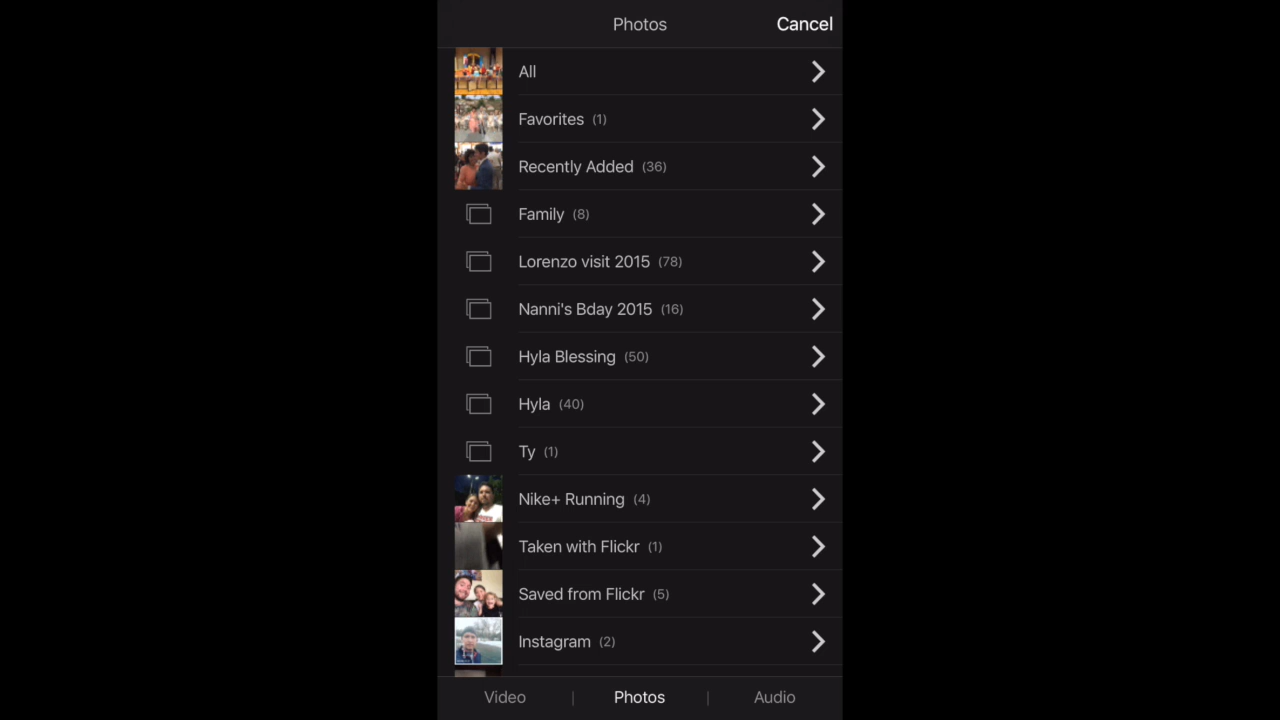 Photos Cancel
All
Favorites (1)
Recently Added (36)
Family (8)
Lorenzo visit 2015 (78)
Nanni's Bday 2015 (16)
Hyla Blessing (50)
Hyla (40)
Ty (1)
Nike+ Running (4)
Taken with Flickr (1)
Saved from Flickr (5)
Instagram (2)
Video | Photos | Audio